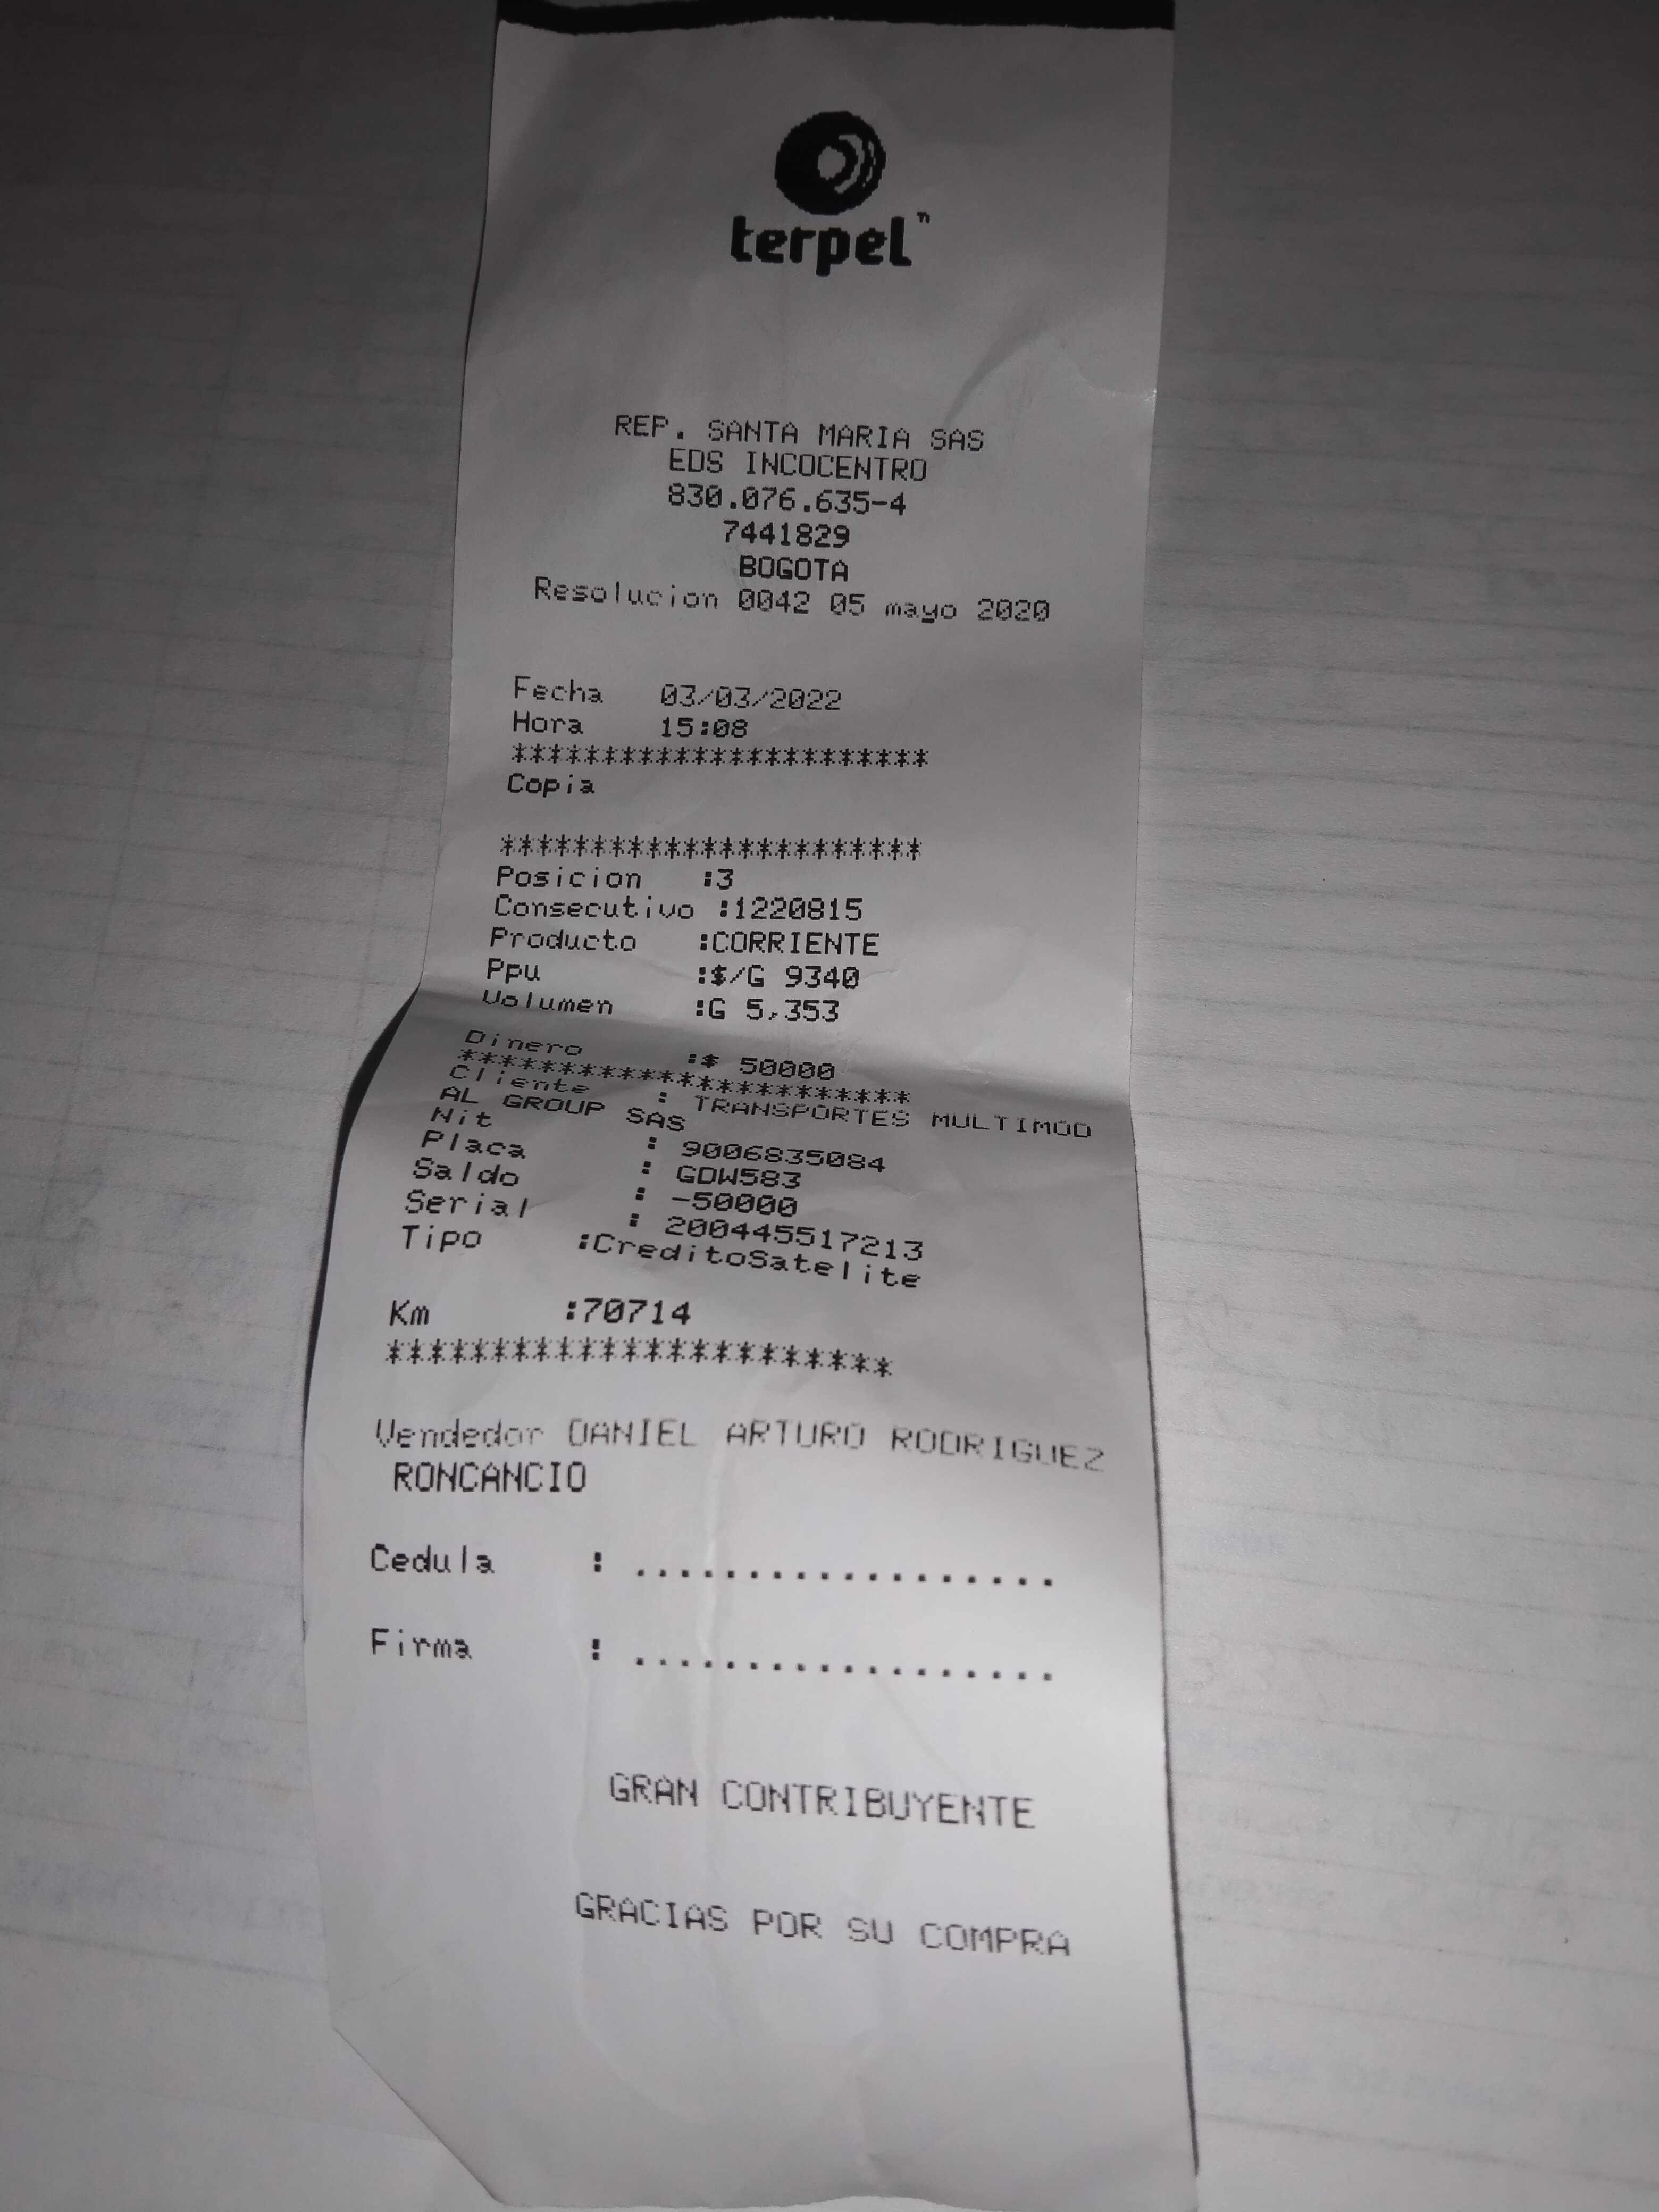 terpel™
REP. SANTA MARIA SAS
EDS INCOCENTRO
830.076.635-4
7441829
BOGOTA
Resolucion 0042 05 mayo 2020
Fecha 03/03/2022
Hora 15:08
***********************
Copia
***********************
Posicion :3
Consecutivo :1220815
Producto :CORRIENTE
Ppu :$/G 9340
Volumen :G 5,353
Dinero :$ 50000
***********************
Cliente : TRANSPORTES MULTIMOD
AL GROUP SAS
Nit : 9006835084
Placa : GDW583
Saldo : -50000
Serial : 200445517213
Tipo :CreditoSatelite
Km :70714
***********************
Vendedor DANIEL ARTURO RODRIGUEZ
RONCANCIO
Cedula : ...................
Firma : ...................
GRAN CONTRIBUYENTE
GRACIAS POR SU COMPRA